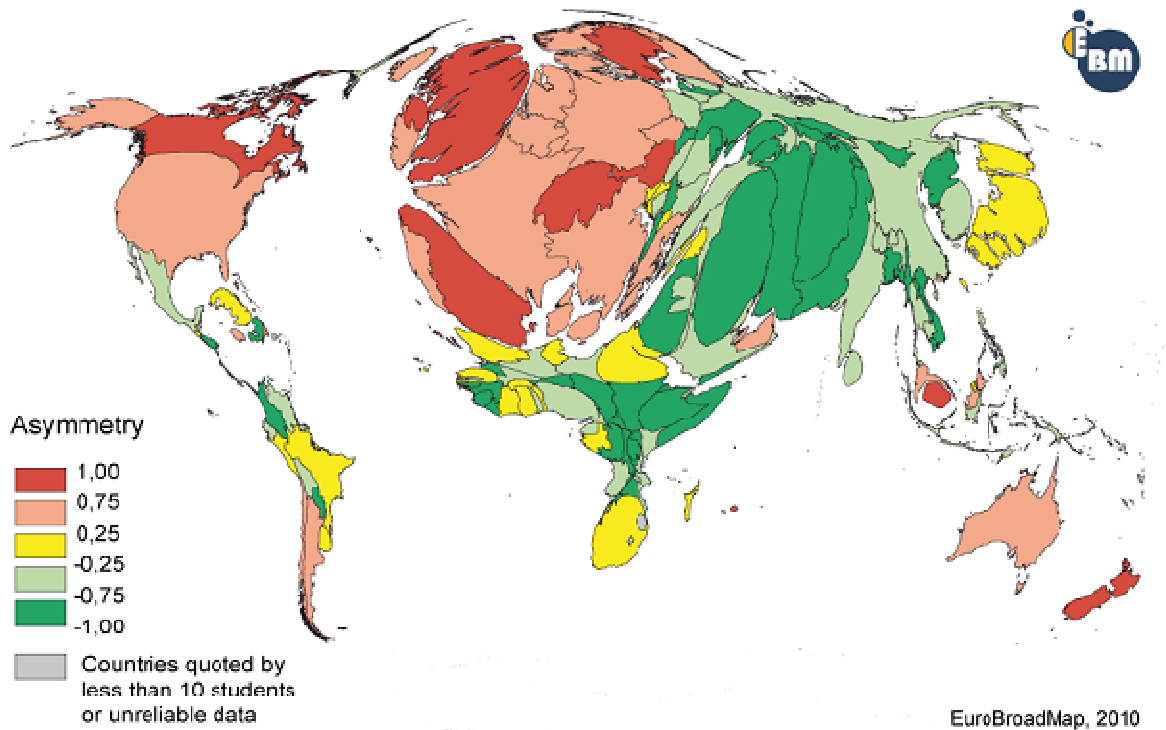 E
BM
Asymmetry
1,00
0,75
0,25
-0,25
-0,75
-1,00
Countries quoted by
less than 10 students
or unreliable data
EuroBroadMap, 2010